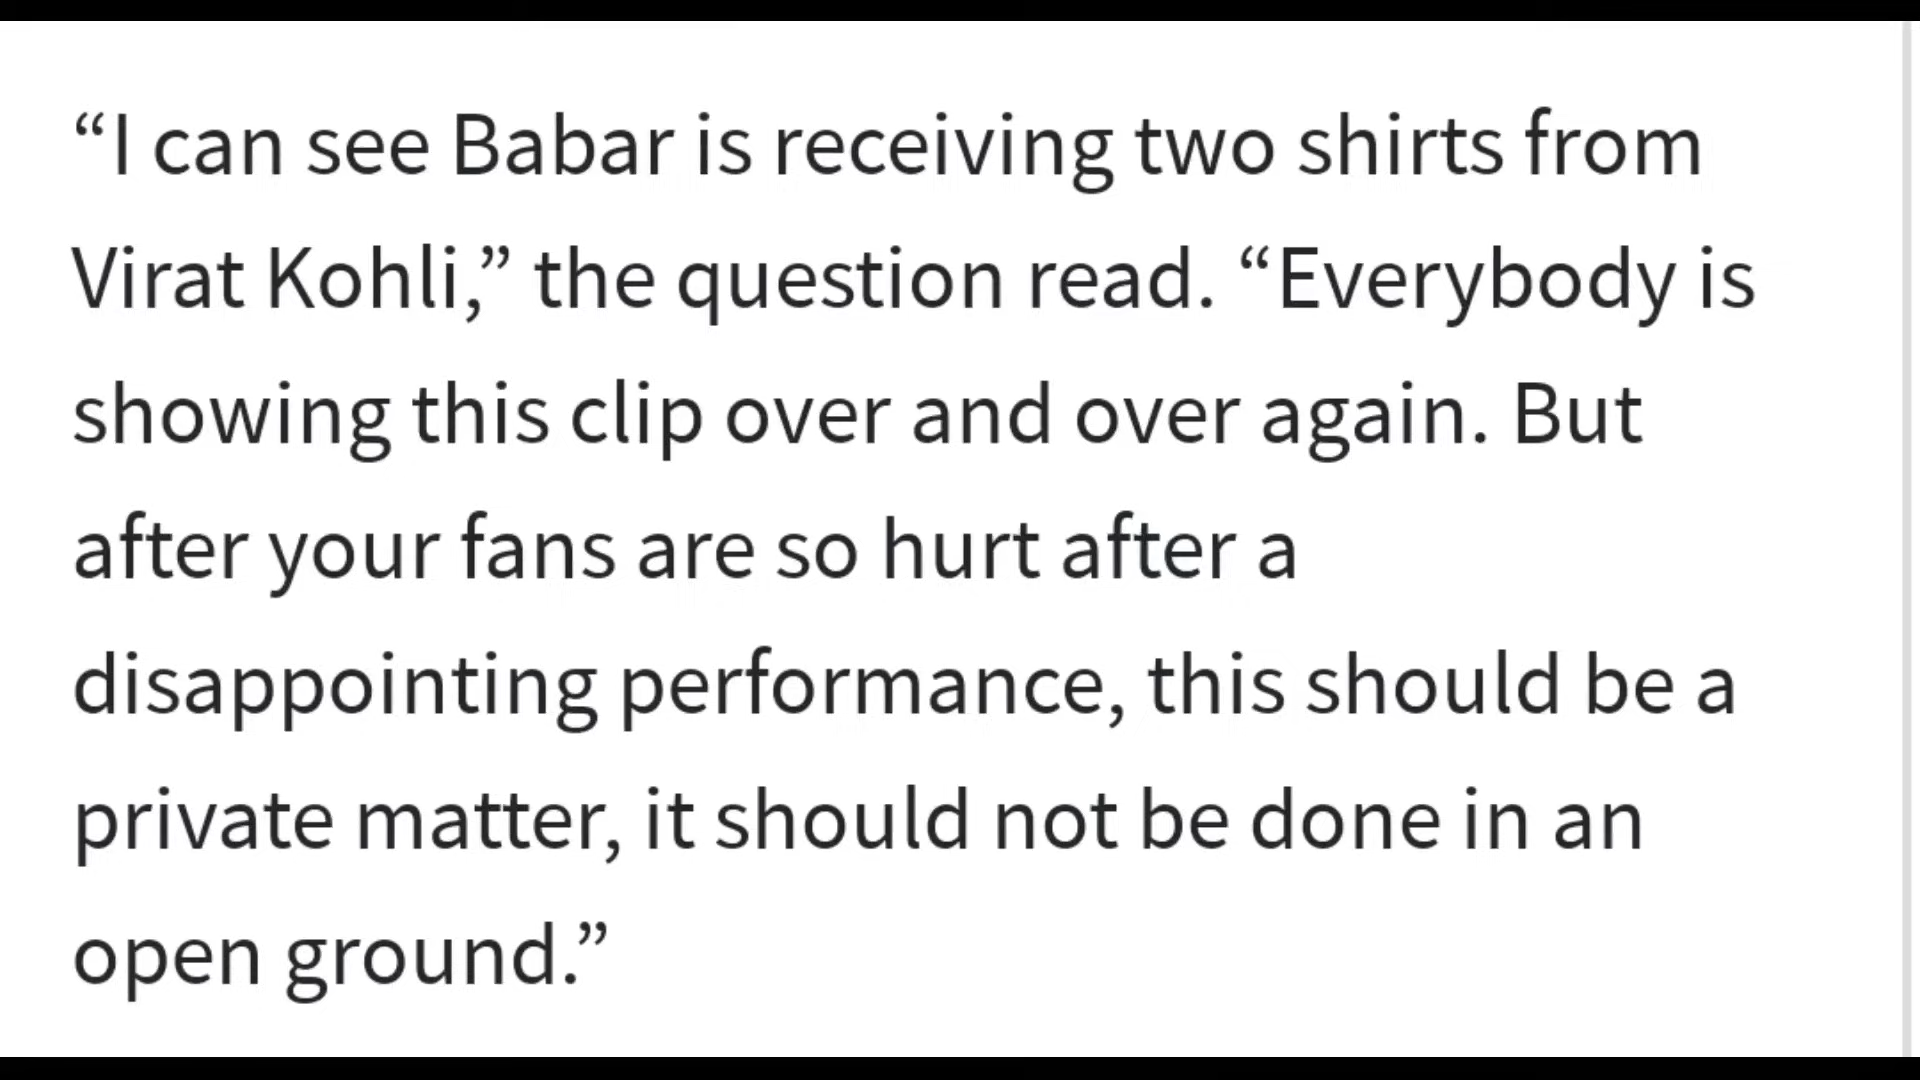 “I can see Babar is receiving two shirts from
Virat Kohli,” the question read. “Everybody is
showing this clip over and over again. But
after your fans are so hurt after a
disappointing performance, this should be a
private matter, it should not be done in an
open ground.”